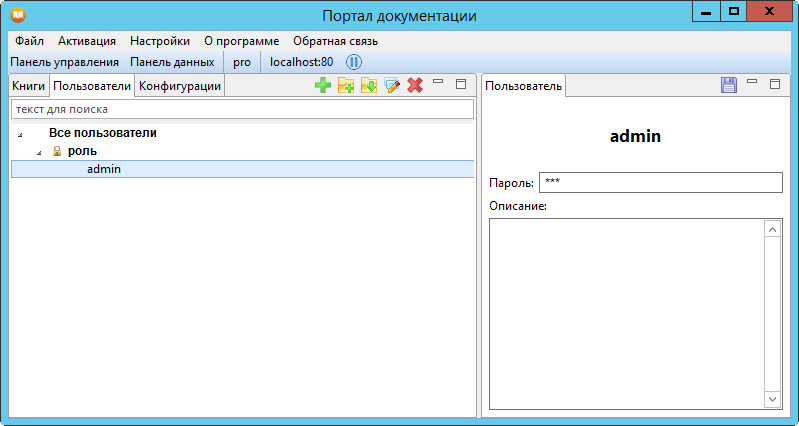 Портал документации
Файл Активация Настройки О программе Обратная связь
Панель управления Панель данных pro localhost:80
Книги Пользователи Конфигурации
текст для поиска
Все пользователи
роль
admin
Пользователь
admin
Пароль: ***
Описание: